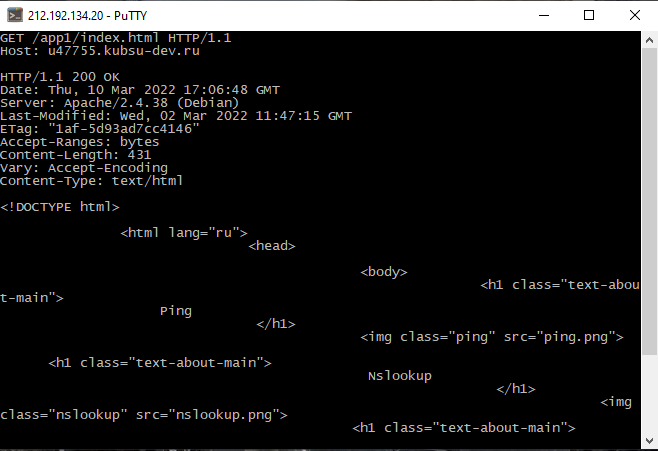 212.192.134.20 - PuTTY
GET /app1/index.html HTTP/1.1
Host: u47755.kubsu-dev.ru
HTTP/1.1 200 OK
Date: Thu, 10 Mar 2022 17:06:48 GMT
Server: Apache/2.4.38 (Debian)
Last-Modified: Wed, 02 Mar 2022 11:47:15 GMT
ETag: "1af-5d93ad7cc4146"
Accept-Ranges: bytes
Content-Length: 431
Vary: Accept-Encoding
Content-Type: text/html
<!DOCTYPE html>
<html lang="ru">
<head>
<body>
<h1 class="text-abou
t-main">
Ping
</h1>
<img class="ping" src="ping.png">
<h1 class="text-about-main">
Nslookup
</h1>
<img
class="nslookup" src="nslookup.png">
<h1 class="text-about-main">